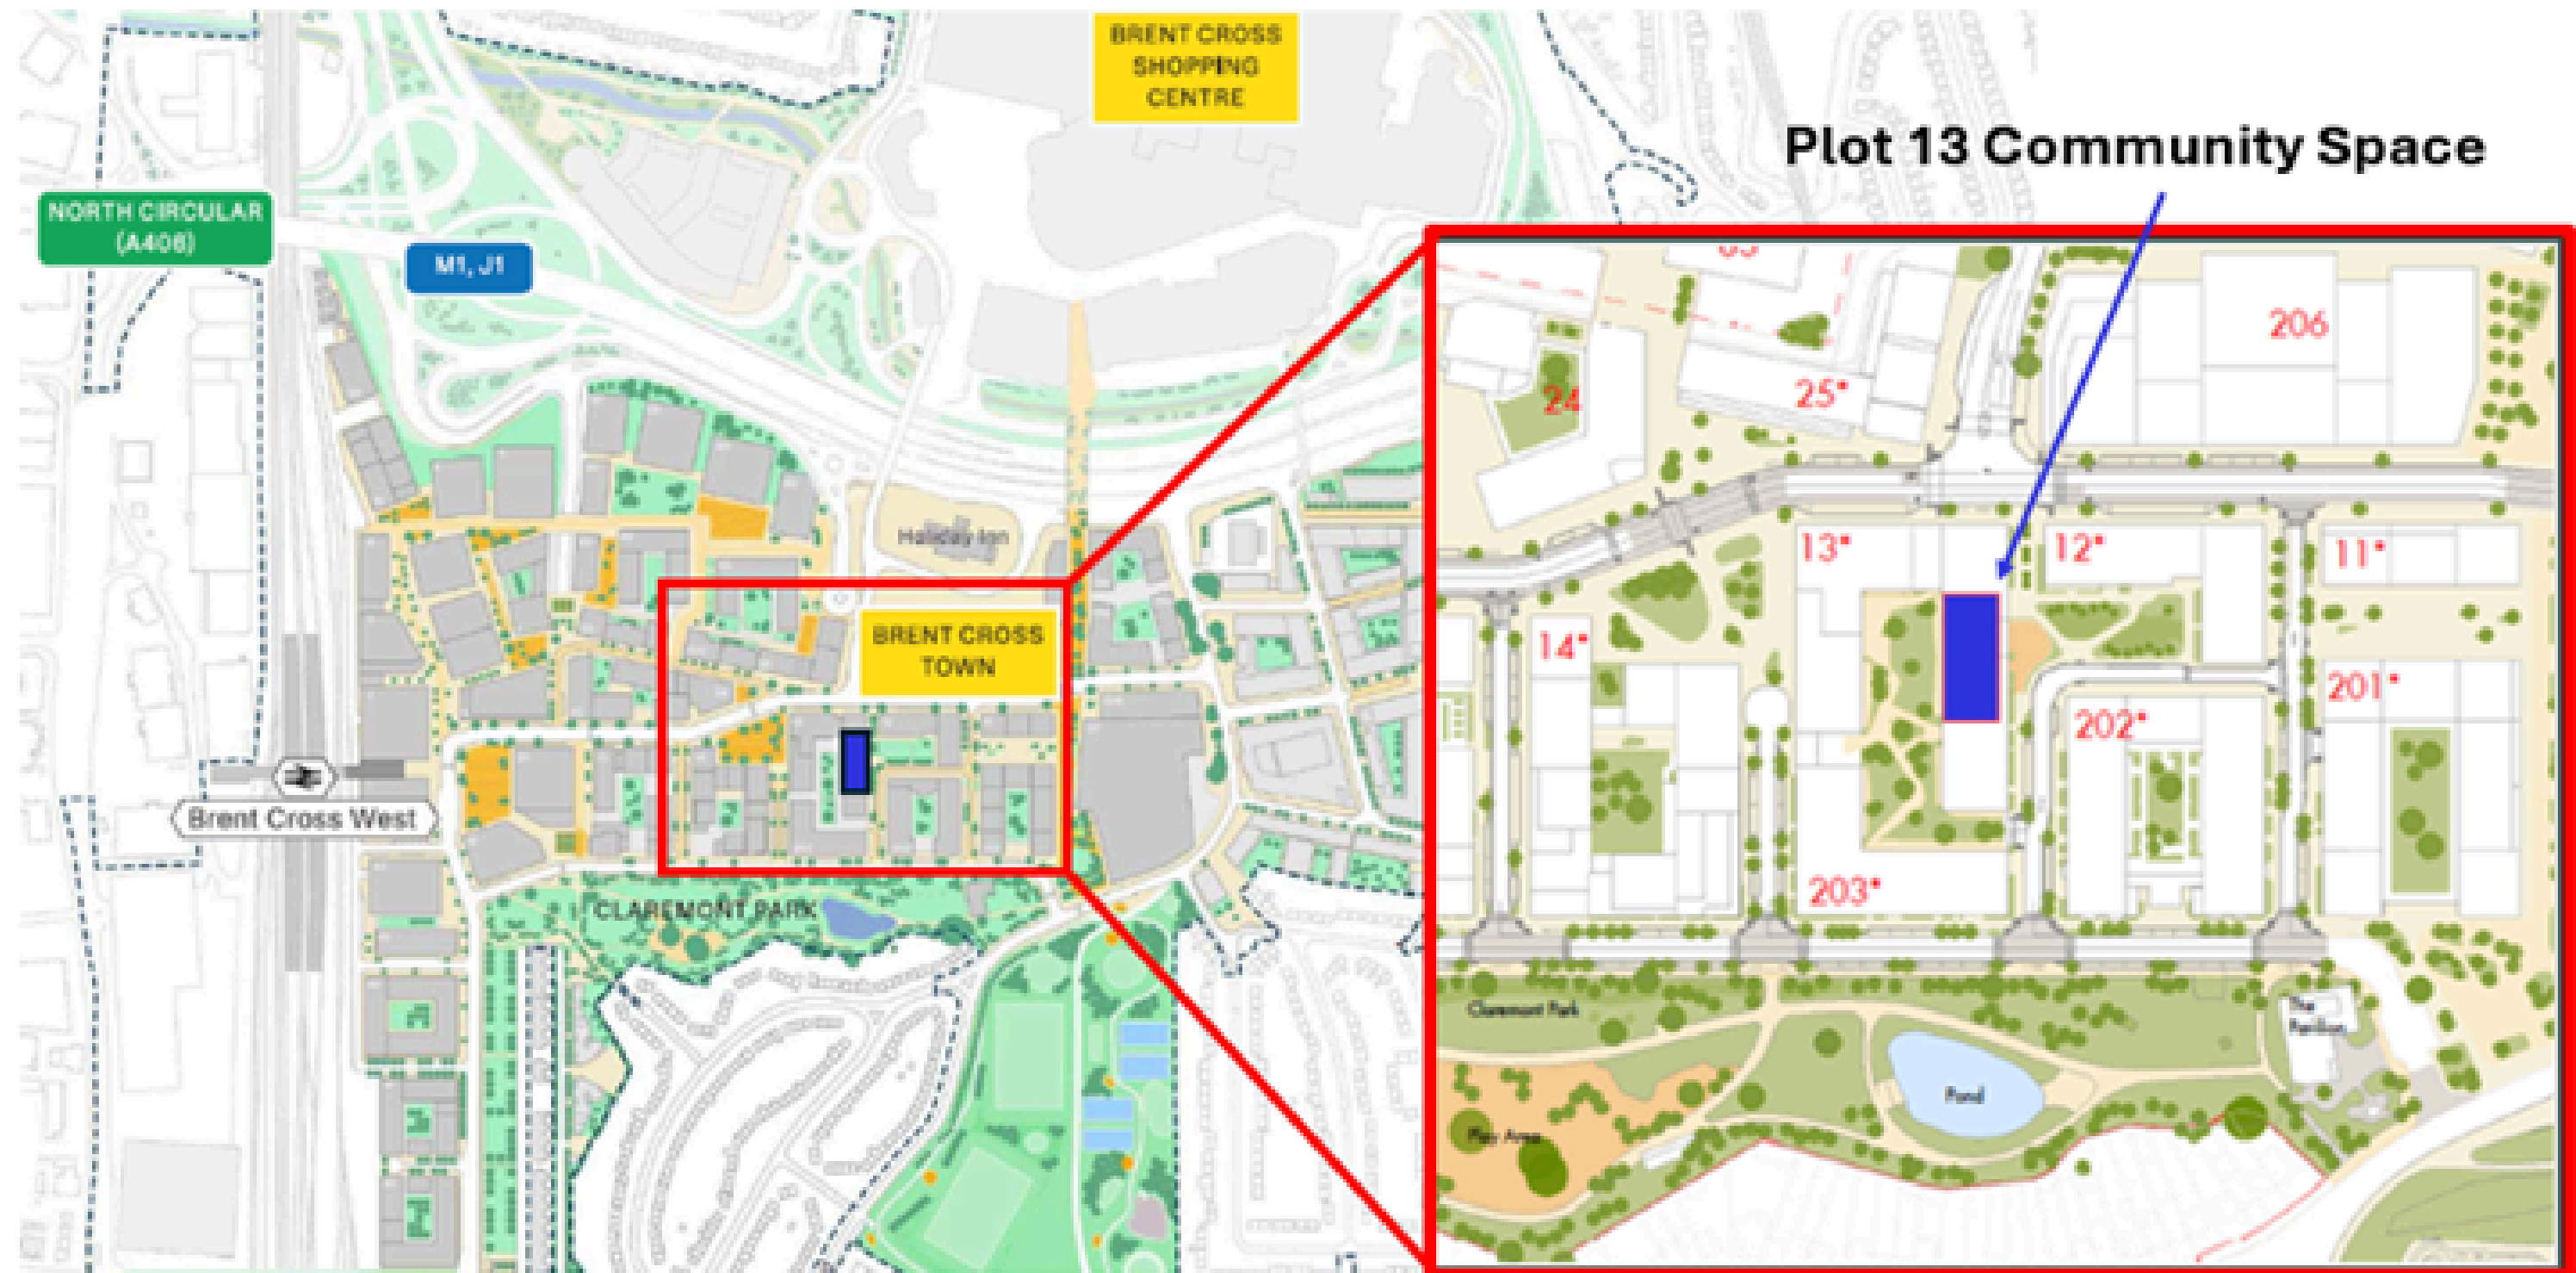 BRENT CROSS
SHOPPING
CENTRE
Plot 13 Community Space
NORTH CIRCULAR
(A406)
M1, J1
Holiday Inn
BRENT CROSS
TOWN
Brent Cross West
CLAREMONT PARK
206
24
25*
13*
12*
11*
14*
201*
202*
203*
Claremont Park
The
Pavilion
Pond
Play Area